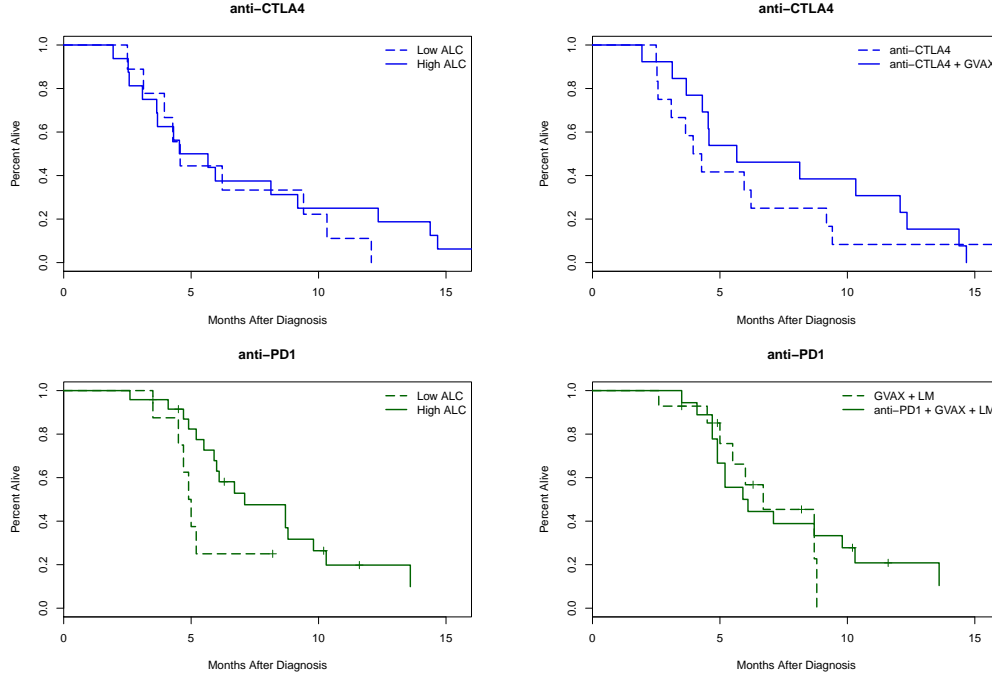 anti−CTLA4
Low ALC
High ALC
Percent Alive
0.0 0.2 0.4 0.6 0.8 1.0
0 5 10 15
Months After Diagnosis
anti−CTLA4
anti−CTLA4
anti−CTLA4 + GVAX
Percent Alive
0.0 0.2 0.4 0.6 0.8 1.0
0 5 10 15
Months After Diagnosis
anti−PD1
Low ALC
High ALC
Percent Alive
0.0 0.2 0.4 0.6 0.8 1.0
0 5 10 15
Months After Diagnosis
anti−PD1
GVAX + LM
anti−PD1 + GVAX + LM
Percent Alive
0.0 0.2 0.4 0.6 0.8 1.0
0 5 10 15
Months After Diagnosis